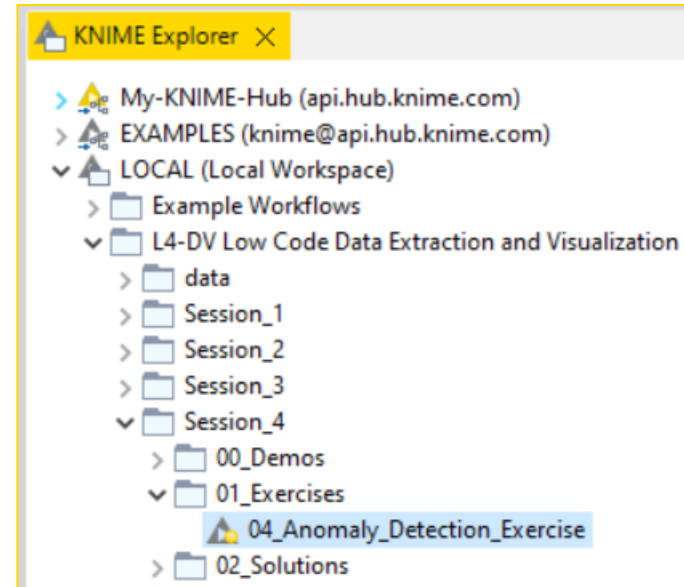 KNIME Explorer
My-KNIME-Hub (api.hub.knime.com)
EXAMPLES (knime@api.hub.knime.com)
LOCAL (Local Workspace)
Example Workflows
L4-DV Low Code Data Extraction and Visualization
data
Session_1
Session_2
Session_3
Session_4
00_Demos
01_Exercises
04_Anomaly_Detection_Exercise
02_Solutions